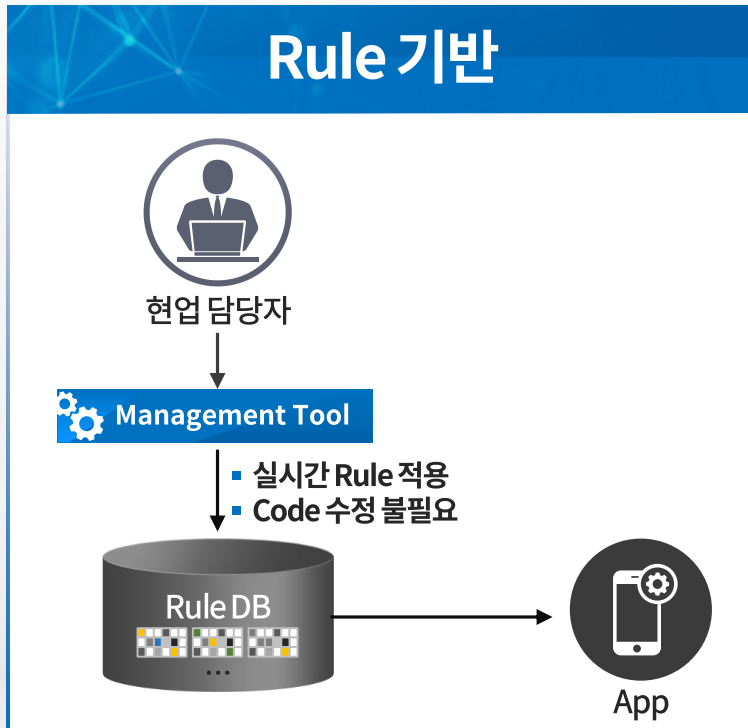 Rule 기반
현업 담당자
Management Tool
▪ 실시간 Rule 적용
▪ Code 수정 불필요
Rule DB
...
App